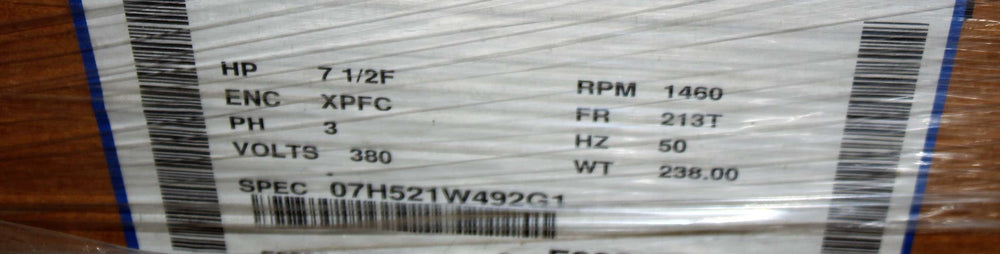 HP 7 1/2F
RPM 1460
ENC XPFC
FR 213T
PH 3
HZ 50
VOLTS 380
WT 238.00
SPEC 07H521W492G1